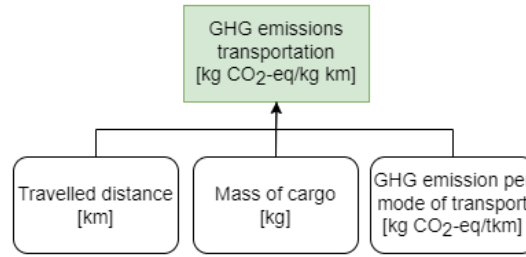 GHG emissions
transportation
[kg CO₂-eq/kg km]
Travelled distance
[km]
Mass of cargo
[kg]
GHG emission pe
mode of transport
[kg CO₂-eq/tkm]